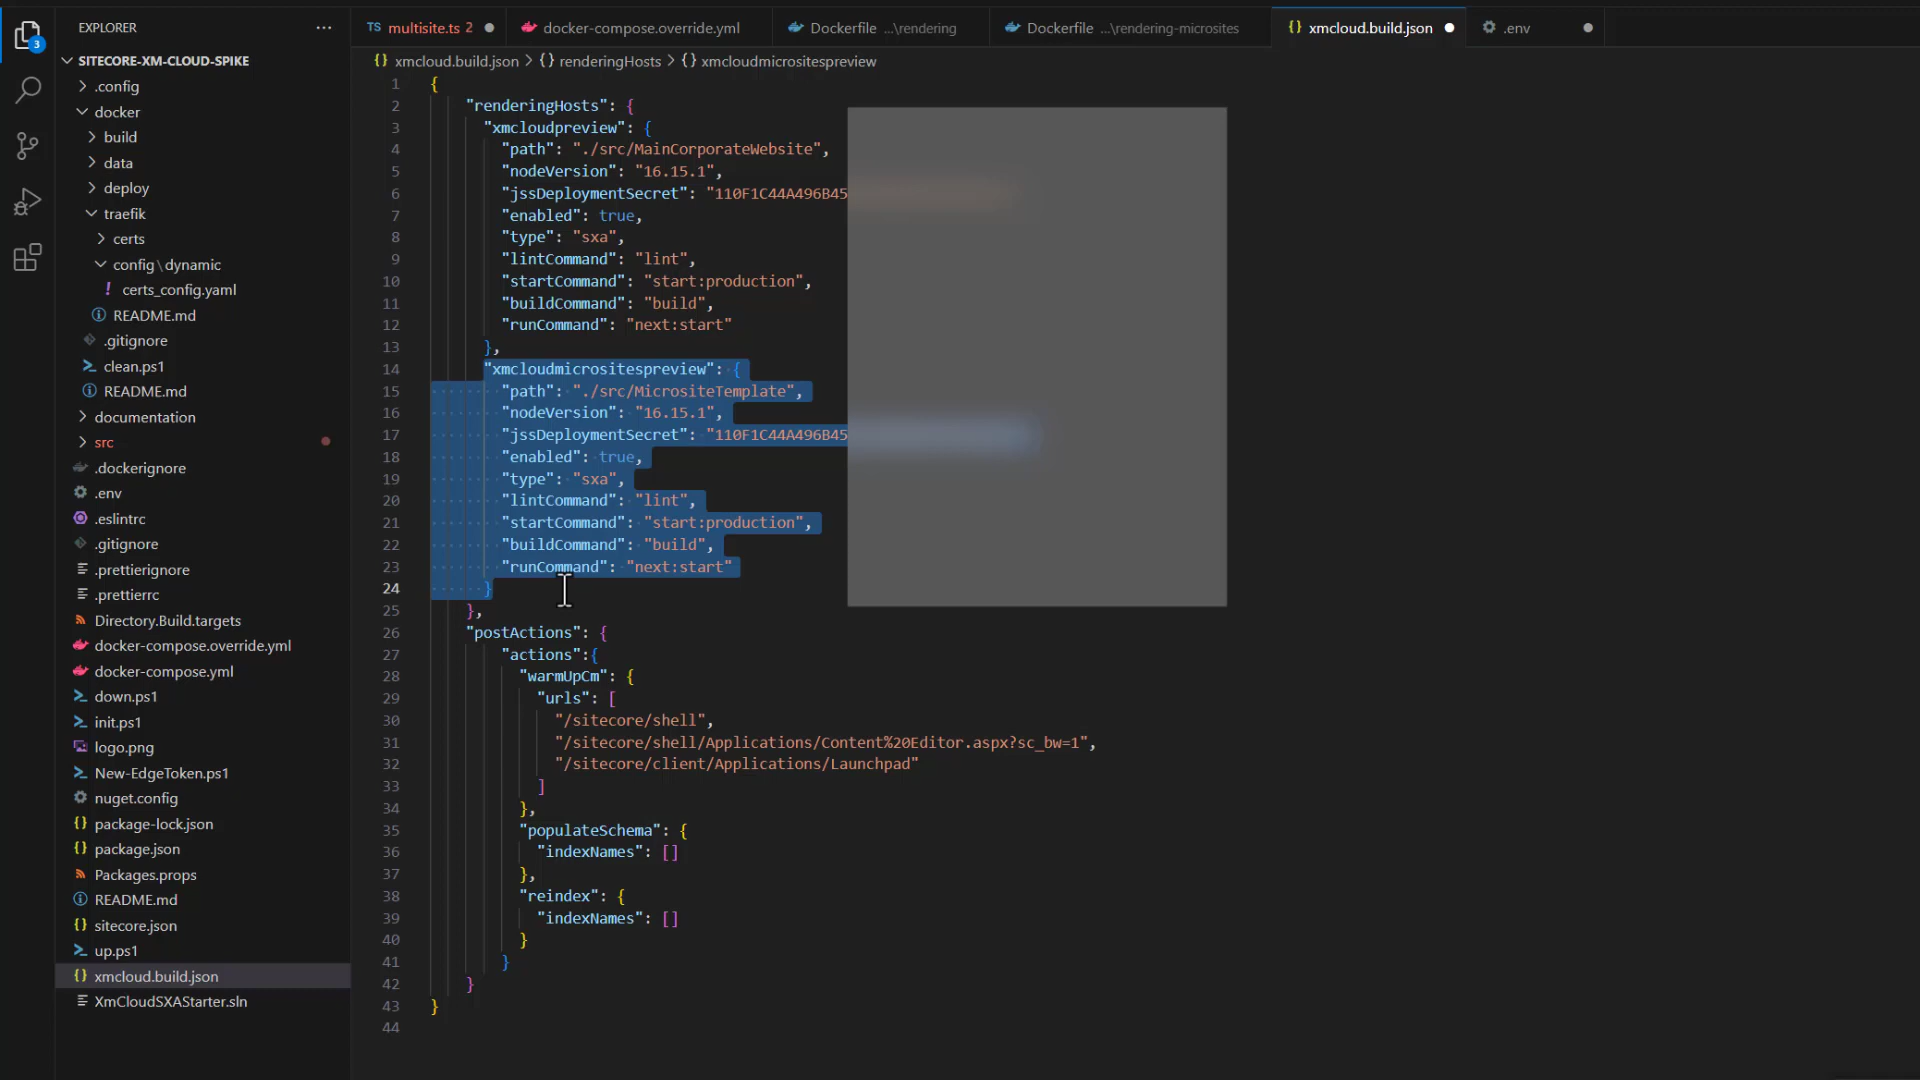 EXPLORER
SITECORE-XM-CLOUD-SPIKE
.config
docker
build
data
deploy
traefik
certs
config\dynamic
certs_config.yaml
README.md
.gitignore
clean.ps1
README.md
documentation
src
.dockerignore
.env
.eslintrc
.gitignore
.prettierignore
.prettierrc
Directory.Build.targets
docker-compose.override.yml
docker-compose.yml
down.ps1
init.ps1
logo.png
New-EdgeToken.ps1
nuget.config
package-lock.json
package.json
Packages.props
README.md
sitecore.json
up.ps1
xmcloud.build.json
XmCloudSXAStarter.sln
3
TS multisite.ts 2
docker-compose.override.yml
Dockerfile ...\rendering
Dockerfile ...\rendering-microsites
{} xmcloud.build.json
.env
{} xmcloud.build.json > {} renderingHosts > {} xmcloudmicrositespreview
1 {
2 "renderingHosts": {
3 "xmcloudpreview": {
4 "path": "./src/MainCorporateWebsite",
5 "nodeVersion": "16.15.1",
6 "jssDeploymentSecret": "110F1C44A496B45
7 "enabled": true,
8 "type": "sxa",
9 "lintCommand": "lint",
10 "startCommand": "start:production",
11 "buildCommand": "build",
12 "runCommand": "next:start"
13 },
14 "xmcloudmicrositespreview": {
15 "path": "./src/MicrositeTemplate",
16 "nodeVersion": "16.15.1",
17 "jssDeploymentSecret": "110F1C44A496B45
18 "enabled": true,
19 "type": "sxa",
20 "lintCommand": "lint",
21 "startCommand": "start:production",
22 "buildCommand": "build",
23 "runCommand": "next:start"
24 }
25 },
26 "postActions": {
27 "actions":{
28 "warmUpCm": {
29 "urls": [
30 "/sitecore/shell",
31 "/sitecore/shell/Applications/Content%20Editor.aspx?sc_bw=1",
32 "/sitecore/client/Applications/Launchpad"
33 ]
34 },
35 "populateSchema": {
36 "indexNames": []
37 },
38 "reindex": {
39 "indexNames": []
40 }
41 }
42 }
43 }
44